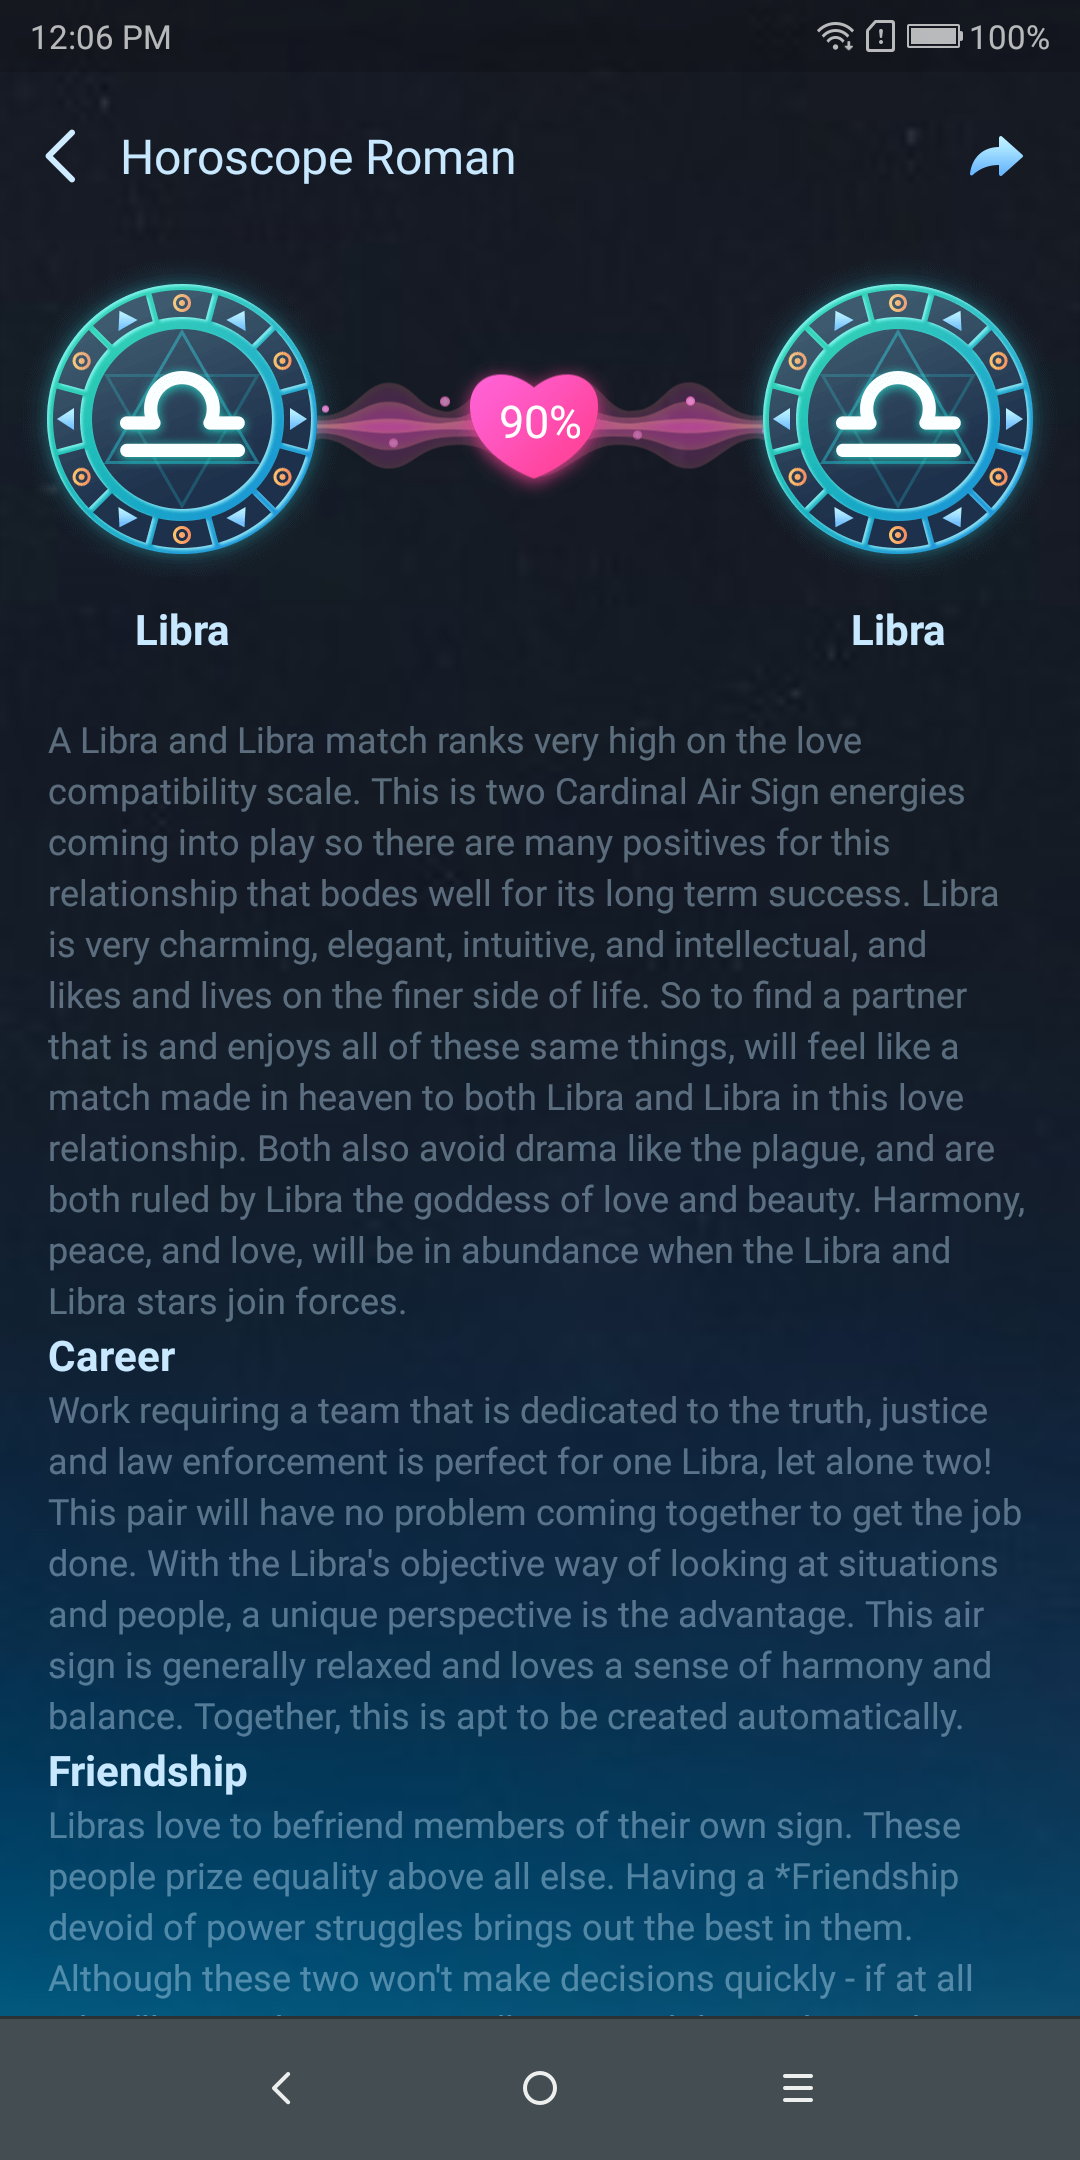 12:06 PM
100%
Horoscope Roman
90%
Libra
Libra
A Libra and Libra match ranks very high on the love
compatibility scale. This is two Cardinal Air Sign energies
coming into play so there are many positives for this
relationship that bodes well for its long term success. Libra
is very charming, elegant, intuitive, and intellectual, and
likes and lives on the finer side of life. So to find a partner
that is and enjoys all of these same things, will feel like a
match made in heaven to both Libra and Libra in this love
relationship. Both also avoid drama like the plague, and are
both ruled by Libra the goddess of love and beauty. Harmony,
peace, and love, will be in abundance when the Libra and
Libra stars join forces.
Career
Work requiring a team that is dedicated to the truth, justice
and law enforcement is perfect for one Libra, let alone two!
This pair will have no problem coming together to get the job
done. With the Libra's objective way of looking at situations
and people, a unique perspective is the advantage. This air
sign is generally relaxed and loves a sense of harmony and
balance. Together, this is apt to be created automatically.
Friendship
Libras love to befriend members of their own sign. These
people prize equality above all else. Having a *Friendship
devoid of power struggles brings out the best in them.
Although these two won't make decisions quickly - if at all